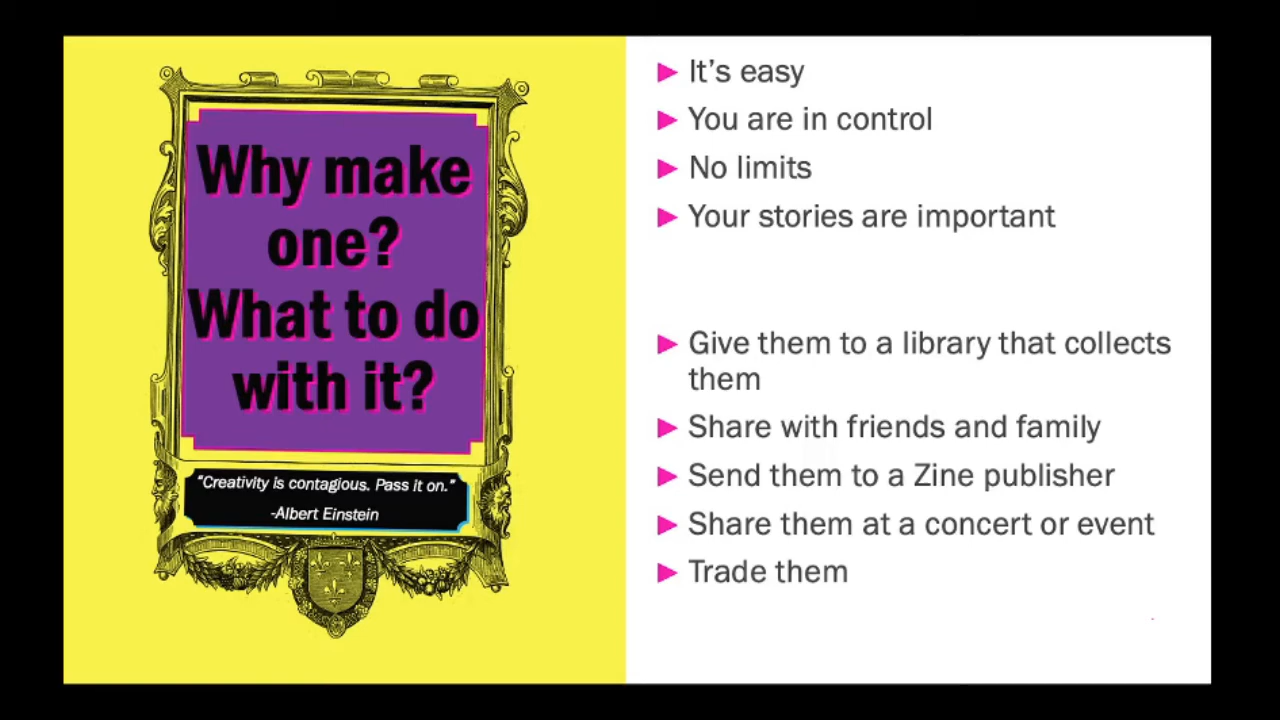 Why make
one?
What to do
with it?
“Creativity is contagious. Pass it on.”
-Albert Einstein
It’s easy
You are in control
No limits
Your stories are important
Give them to a library that collects
them
Share with friends and family
Send them to a Zine publisher
Share them at a concert or event
Trade them